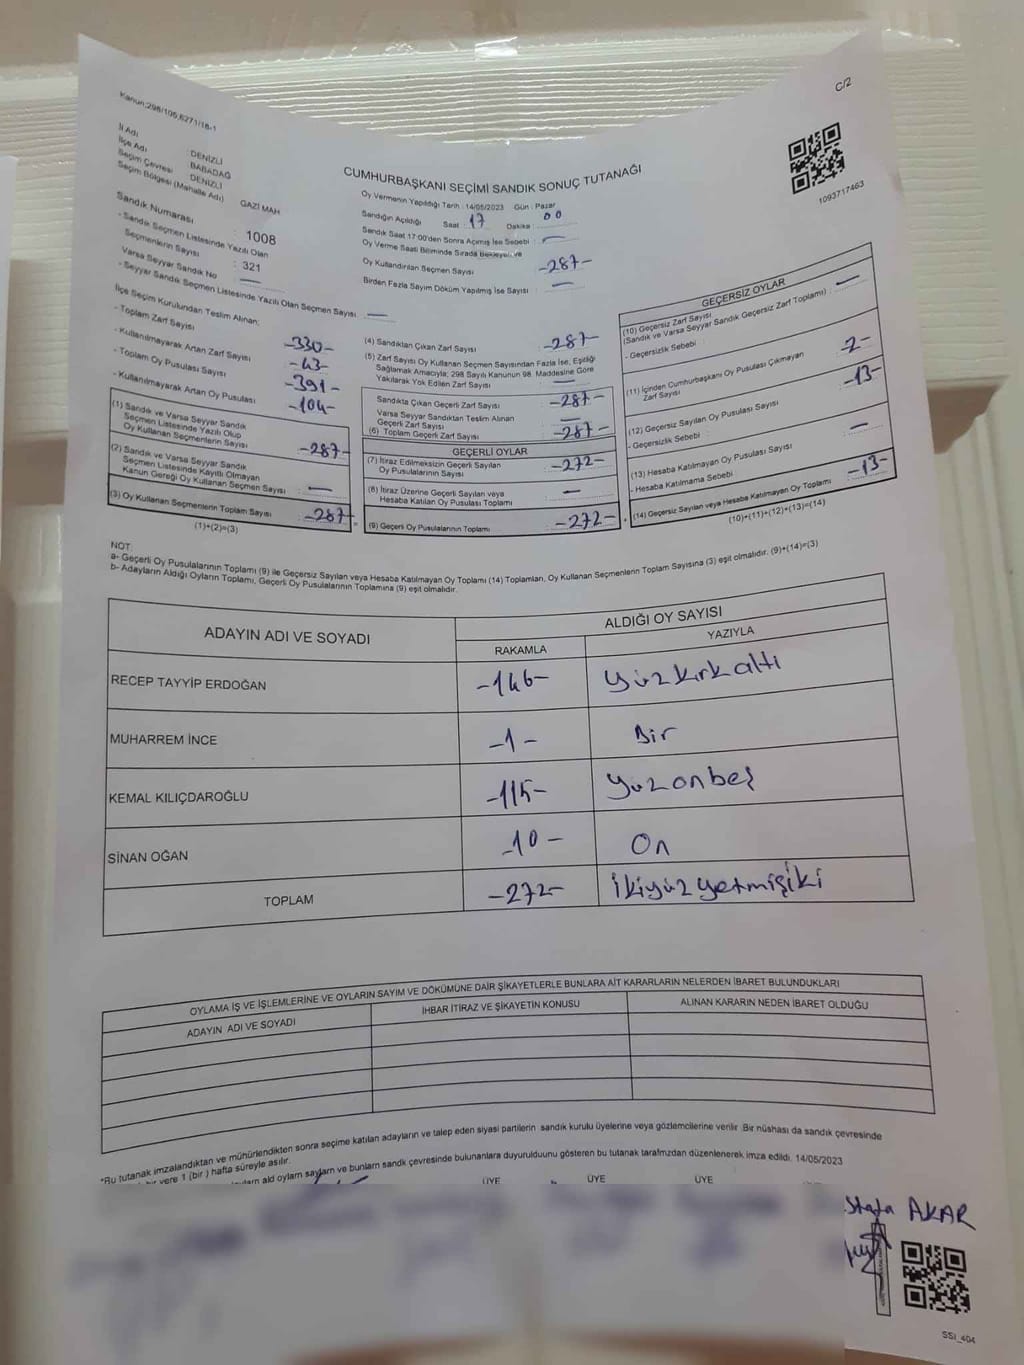 C/2
Kanun:298/105,6271/18-1
İl Adı : DENİZLİ
İlçe Adı : BABADAĞ
Seçim Çevresi : DENİZLİ
Seçim Bölgesi (Mahalle Adı) GAZİ MAH
CUMHURBAŞKANI SEÇİMİ SANDIK SONUÇ TUTANAĞI
1093717463
Oy Vermenin Yapıldığı Tarih : 14/05/2023 Gün : Pazar
Sandığın Açıldığı Saat : 17 Dakika : 00
Sandık Saat 17:00'den Sonra Açılmış İse Sebebi : —
Oy Verme Saati Bitiminde Sırada Bekleyen ve
Oy Kullandırılan Seçmen Sayısı -287-
Birden Fazla Sayım Döküm Yapılmış İse Sayısı : —
Sandık Numarası : 1008
- Sandık Seçmen Listesinde Yazılı Olan
Seçmenlerin Sayısı : 321
Varsa Seyyar Sandık No —
- Seyyar Sandık Seçmen Listesinde Yazılı Olan Seçmen Sayısı : —
İlçe Seçim Kurulundan Teslim Alınan;
- Toplam Zarf Sayısı -330-
- Kullanılmayarak Artan Zarf Sayısı -43-
- Toplam Oy Pusulası Sayısı -391-
- Kullanılmayarak Artan Oy Pusulası -104-
(1) Sandık ve Varsa Seyyar Sandık
Seçmen Listesinde Yazılı Olup
Oy Kullanan Seçmenlerin Sayısı -287-
(2) Sandık ve Varsa Seyyar Sandık
Seçmen Listesinde Kayıtlı Olmayan
Kanun Gereği Oy Kullanan Seçmen Sayısı —
(3) Oy Kullanan Seçmenlerin Toplam Sayısı -287-
(1)+(2)=(3)
(4) Sandıktan Çıkan Zarf Sayısı -287-
(5) Zarf Sayısı Oy Kullanan Seçmen Sayısından Fazla İse, Eşitliği
Sağlamak Amacıyla; 298 Sayılı Kanunun 98. Maddesine Göre
Yakılarak Yok Edilen Zarf Sayısı —
Sandıkta Çıkan Geçerli Zarf Sayısı -287-
Varsa Seyyar Sandıktan Teslim Alınan
Geçerli Zarf Sayısı —
(6) Toplam Geçerli Zarf Sayısı -287-
GEÇERLİ OYLAR
(7) İtiraz Edilmeksizin Geçerli Sayılan
Oy Pusulalarının Sayısı -272-
(8) İtiraz Üzerine Geçerli Sayılan veya
Hesaba Katılan Oy Pusulası Toplamı —
(9) Geçerli Oy Pusulalarının Toplamı -272-
GEÇERSİZ OYLAR
(10) Geçersiz Zarf Sayısı
(Sandık ve Varsa Seyyar Sandık Geçersiz Zarf Toplamı) : —
- Geçersizlik Sebebi :
(11) İçinden Cumhurbaşkanı Oy Pusulası Çıkmayan
Zarf Sayısı -2-
(12) Geçersiz Sayılan Oy Pusulası Sayısı -13-
- Geçersizlik Sebebi :
(13) Hesaba Katılmayan Oy Pusulası Sayısı —
- Hesaba Katılmama Sebebi :
(14) Geçersiz Sayılan veya Hesaba Katılmayan Oy Toplamı -13-
(10)+(11)+(12)+(13)=(14)
NOT:
a- Geçerli Oy Pusulalarının Toplamı (9) ile Geçersiz Sayılan veya Hesaba Katılmayan Oy Toplamı (14) Toplamları, Oy Kullanan Seçmenlerin Toplam Sayısına (3) eşit olmalıdır. (9)+(14)=(3)
b- Adayların Aldığı Oyların Toplamı, Geçerli Oy Pusulalarının Toplamına (9) eşit olmalıdır.
ADAYIN ADI VE SOYADI ALDIĞI OY SAYISI
RAKAMLA YAZIYLA
RECEP TAYYİP ERDOĞAN -146- Yüzkırkaltı
MUHARREM İNCE -1- Bir
KEMAL KILIÇDAROĞLU -115- Yüzonbeş
SİNAN OĞAN -10- On
TOPLAM -272- İkiyüzyetmişiki
OYLAMA İŞ VE İŞLEMLERİNE VE OYLARIN SAYIM VE DÖKÜMÜNE DAİR ŞİKAYETLERLE BUNLARA AİT KARARLARIN NELERDEN İBARET BULUNDUKLARI
ADAYIN ADI VE SOYADI İHBAR İTİRAZ VE ŞİKAYETİN KONUSU ALINAN KARARIN NEDEN İBARET OLDUĞU
*Bu tutanak imzalandıktan ve mühürlendikten sonra seçime katılan adayların ve talep eden siyasi partilerin sandık kurulu üyelerine veya gözlemcilerine verilir. Bir nüshası da sandık çevresinde
bir yere 1 (bir) hafta süreyle asılır.
ald oylam sayfarn ve bunlarn sandk çevresinde bulunanlara duyurulduunu gösteren bu tutanak tarafmzdan düzenlenerek imza edildi. 14/05/2023
ÜYE ÜYE ÜYE
AKAR
SSI_404